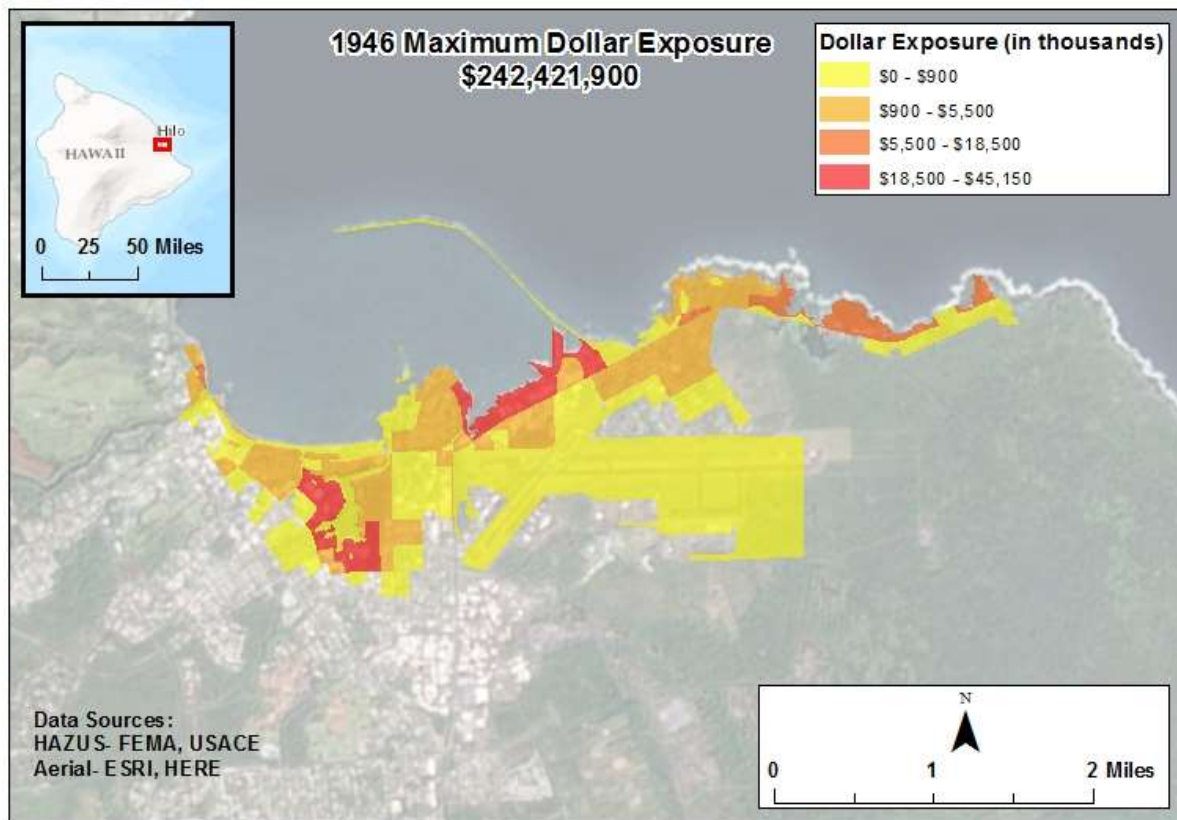 1946 Maximum Dollar Exposure
$242,421,900
Hilo
HAWAII
0 25 50 Miles
Dollar Exposure (in thousands)
$0 - $900
$900 - $5,500
$5,500 - $18,500
$18,500 - $45,150
Data Sources:
HAZUS- FEMA, USACE
Aerial- ESRI, HERE
N
0 1 2 Miles